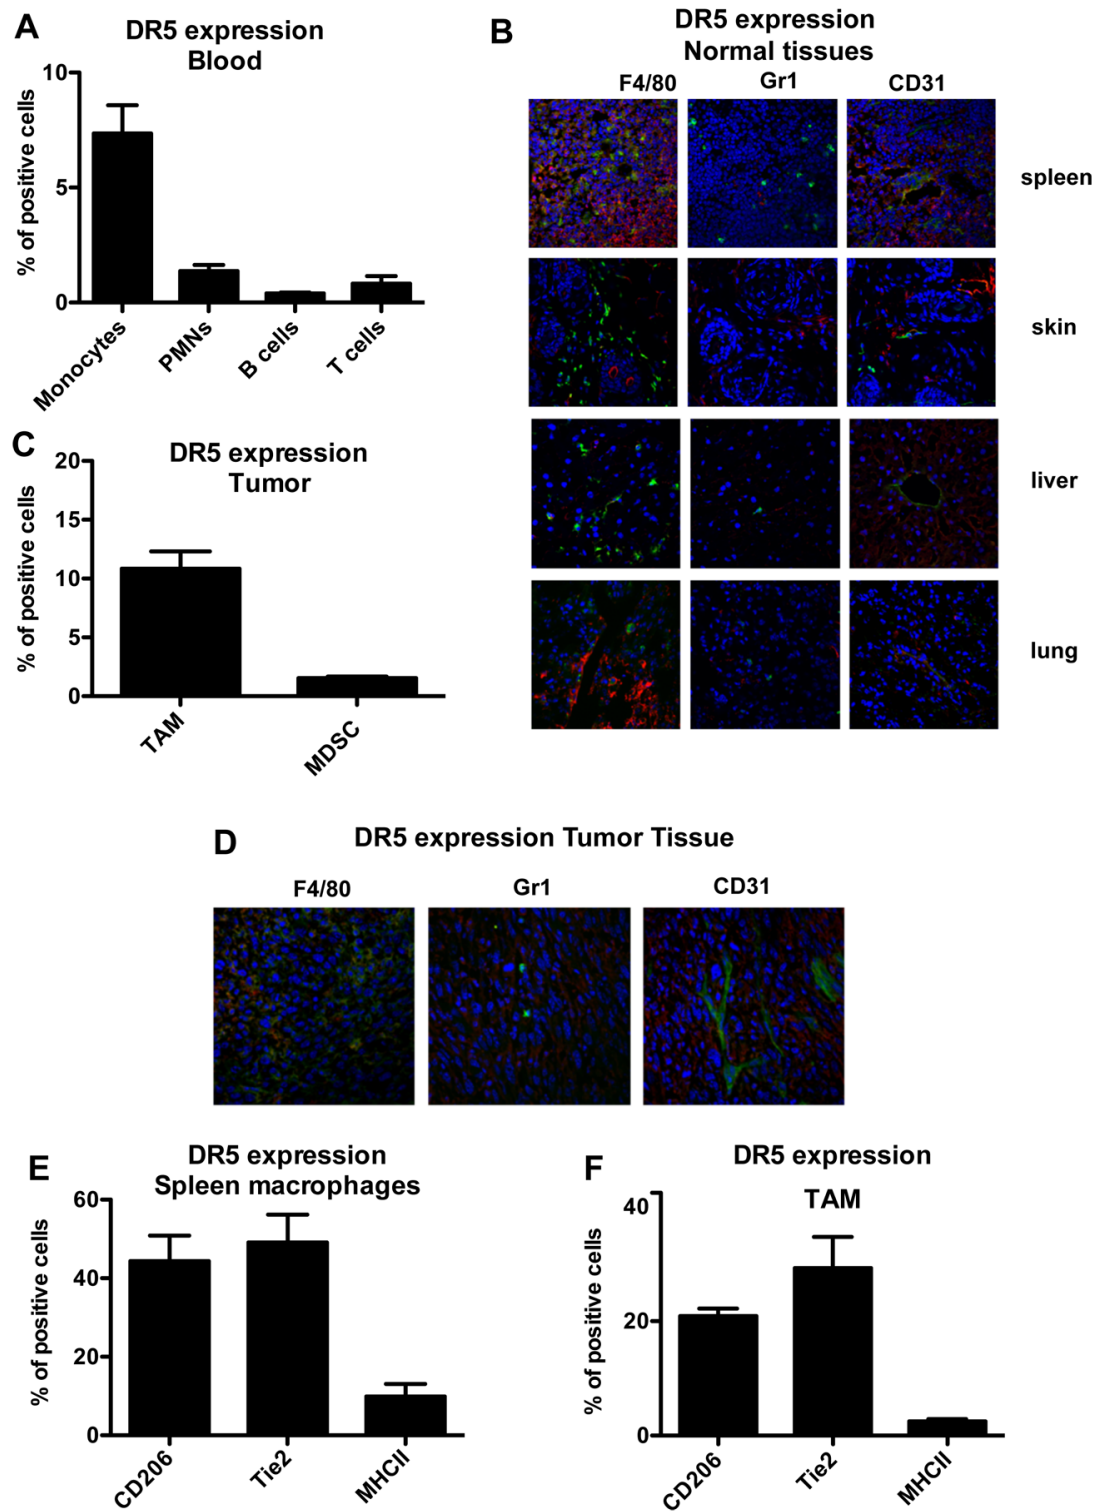 A
DR5 expression
Blood
% of positive cells
10
5
0
Monocytes
PMNs
B cells
T cells
B
DR5 expression
Normal tissues
F4/80
Gr1
CD31
spleen
skin
liver
lung
C
DR5 expression
Tumor
% of positive cells
20
15
10
5
0
TAM
MDSC
D
DR5 expression Tumor Tissue
F4/80
Gr1
CD31
E
DR5 expression
Spleen macrophages
% of positive cells
60
40
20
0
CD206
Tie2
MHCII
F
DR5 expression
TAM
% of positive cells
40
20
0
CD206
Tie2
MHCII